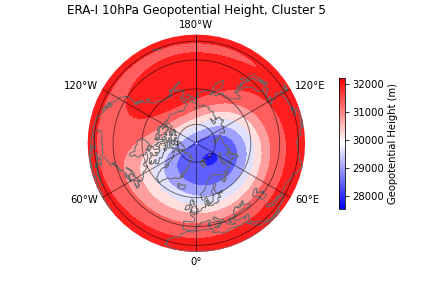 ERA-I 10hPa Geopotential Height, Cluster 5
180°W
120°W
120°E
60°W
60°E
0°
32000
31000
30000
29000
28000
Geopotential Height (m)